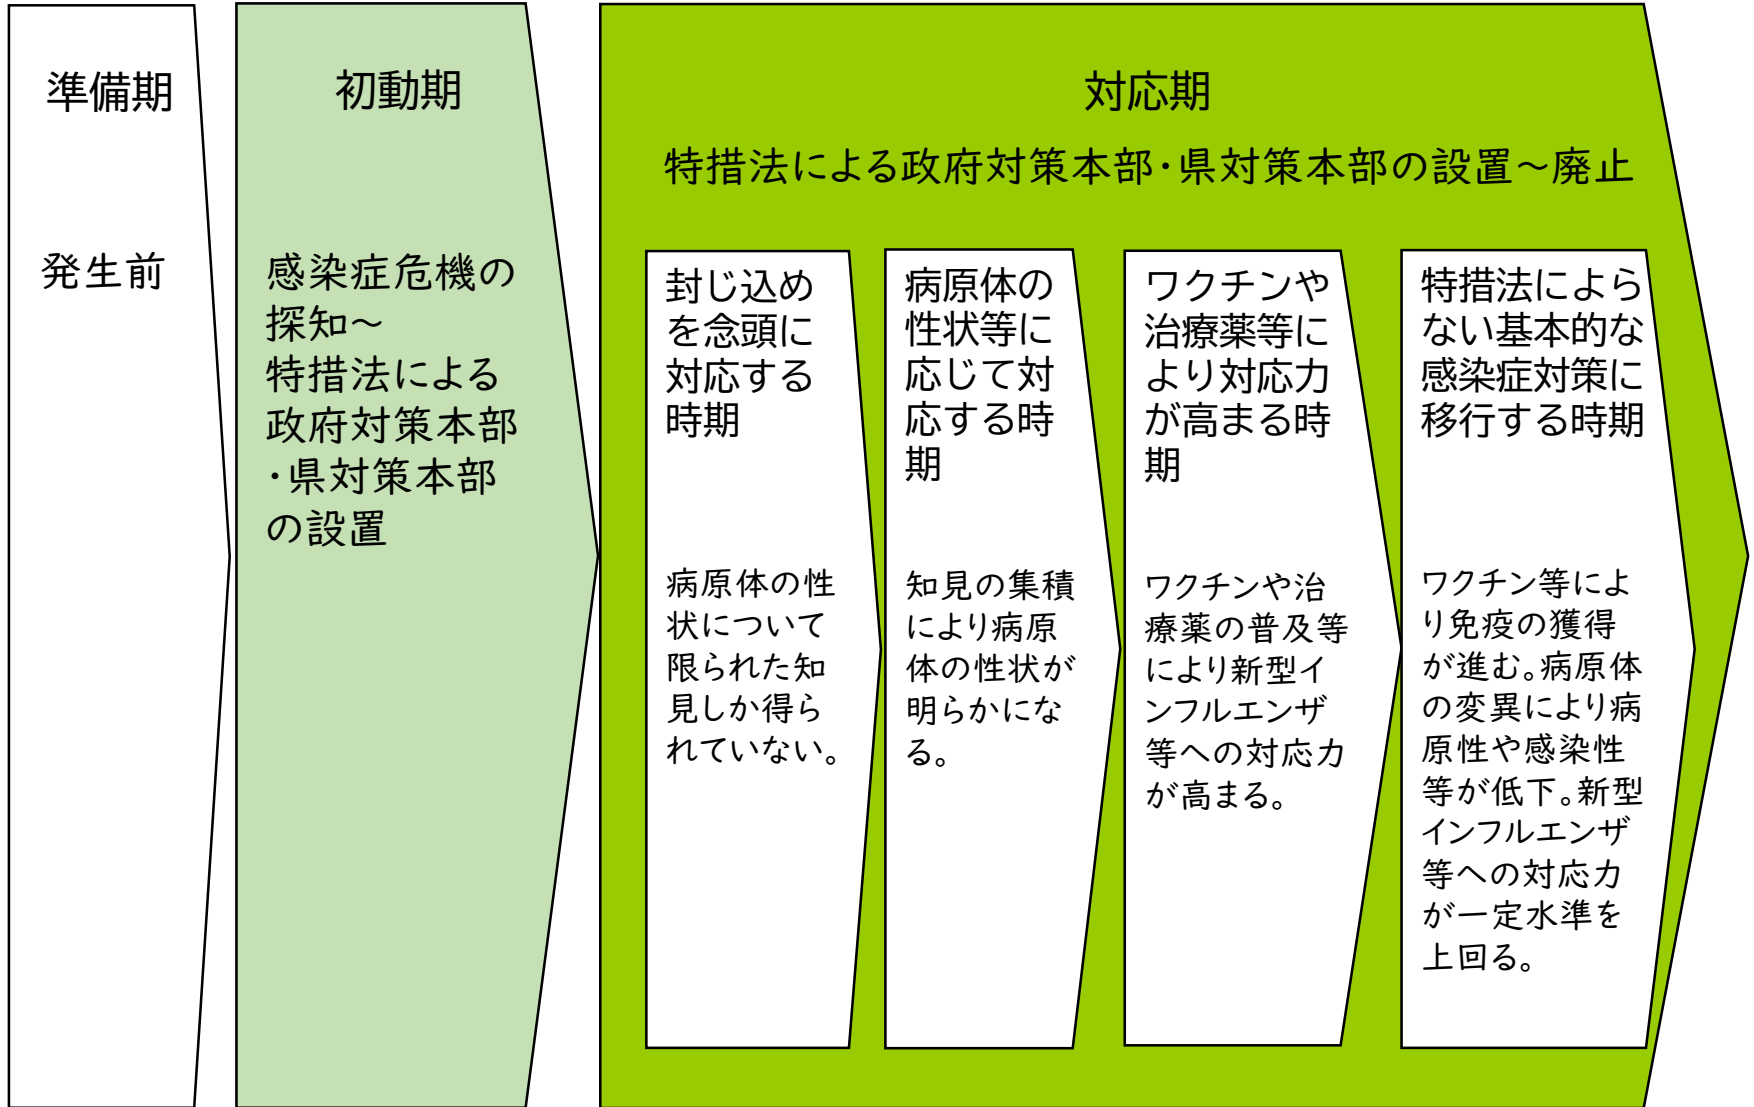 準備期
発生前
初動期
感染症危機の
探知～
特措法による
政府対策本部
・県対策本部
の設置
対応期
特措法による政府対策本部・県対策本部の設置～廃止
封じ込め
を念頭に
対応する
時期
病原体の性
状について
限られた知
見しか得ら
れていない。
病原体の
性状等に
応じて対
応する時
期
知見の集積
により病原
体の性状が
明らかにな
る。
ワクチンや
治療薬等に
より対応力
が高まる時
期
ワクチンや治
療薬の普及等
により新型イ
ンフルエンザ
等への対応力
が高まる。
特措法によら
ない基本的な
感染症対策に
移行する時期
ワクチン等によ
り免疫の獲得
が進む。病原体
の変異により病
原性や感染性
等が低下。新型
インフルエンザ
等への対応力
が一定水準を
上回る。